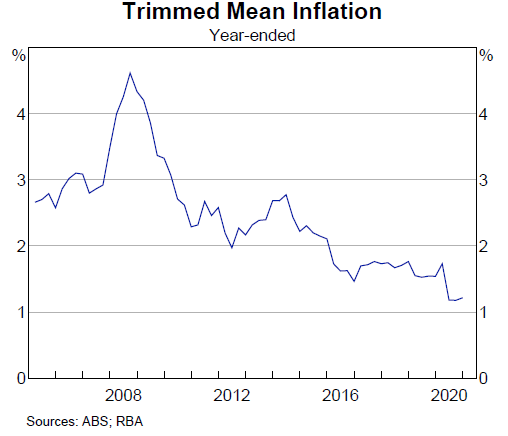 Trimmed Mean Inflation
Year-ended
% %
4 4
3 3
2 2
1 1
0 0
2008 2012 2016 2020
Sources: ABS; RBA